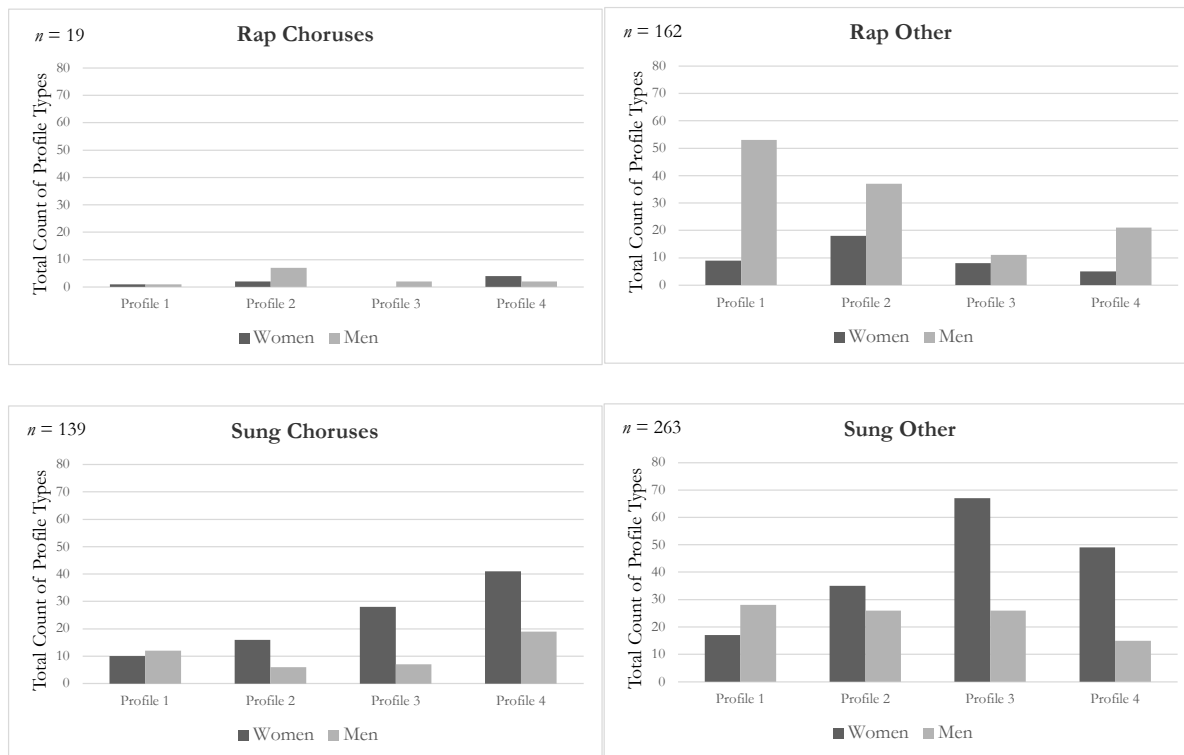 n = 19
Rap Choruses
Total Count of Profile Types
80
70
60
50
40
30
20
10
0
Profile 1
Profile 2
Profile 3
Profile 4
Women
Men
n = 162
Rap Other
Total Count of Profile Types
80
70
60
50
40
30
20
10
0
Profile 1
Profile 2
Profile 3
Profile 4
Women
Men
n = 139
Sung Choruses
Total Count of Profile Types
80
70
60
50
40
30
20
10
0
Profile 1
Profile 2
Profile 3
Profile 4
Women
Men
n = 263
Sung Other
Total Count of Profile Types
80
70
60
50
40
30
20
10
0
Profile 1
Profile 2
Profile 3
Profile 4
Women
Men